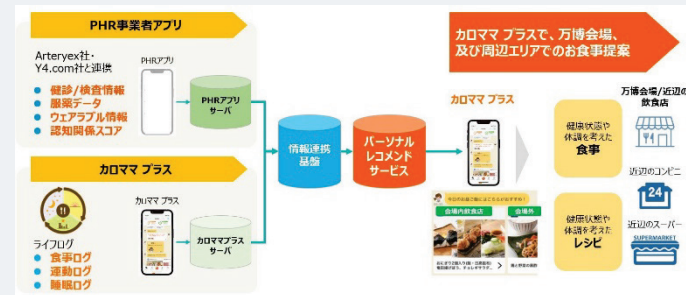 PHR事業者アプリ
Arteryex社・
Y4.com社と連携
健診/検査情報
服薬データ
ウェアラブル情報
認知関係スコア
PHRアプリ
PHRアプリ
サーバ
カロママ プラス
カロママ プラス
ライフログ
食事ログ
運動ログ
睡眠ログ
カロママプラス
サーバ
情報連携
基盤
パーソナル
レコメンド
サービス
カロママ プラスで、万博会場、
及び周辺エリアでのお食事提案
カロママ プラス
会場内飲食店
会場外
健康状態や
体調を考えた
食事
健康状態や
体調を考えた
レシピ
万博会場/近辺の
飲食店
近辺のコンビニ
24
近辺のスーパー
SUPERMARKET